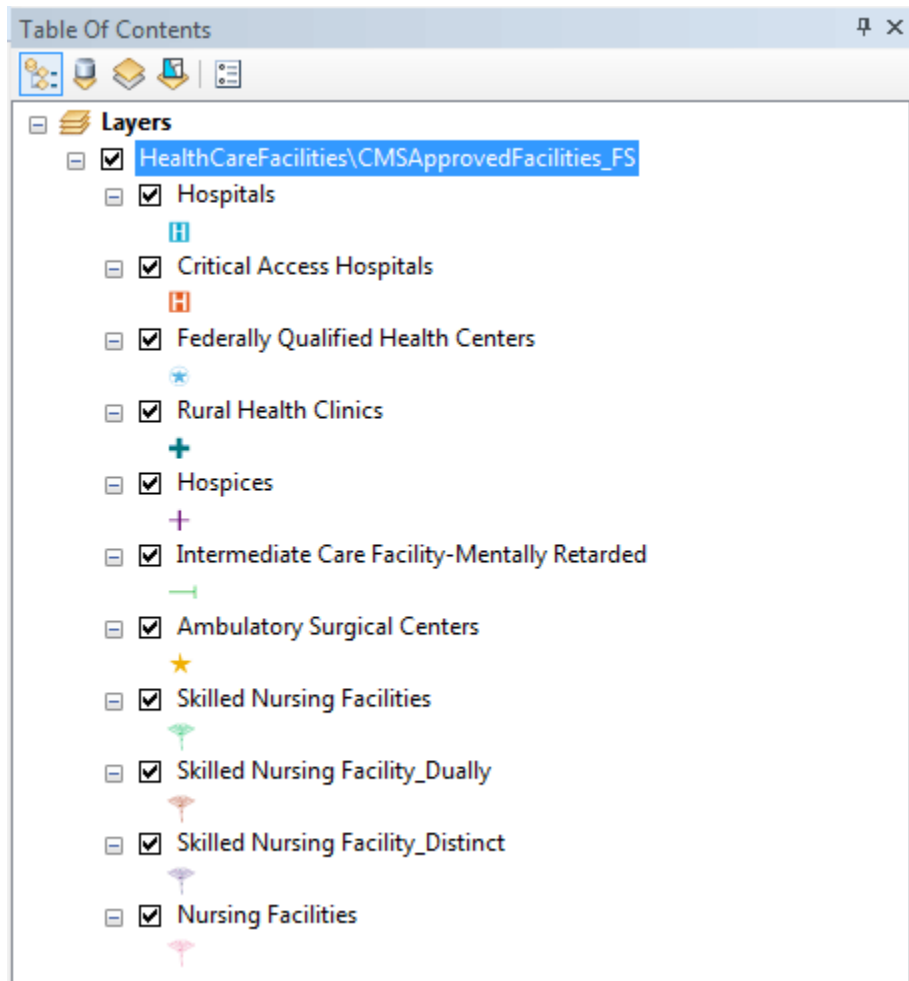 Table Of Contents
Layers
HealthCareFacilities\CMSApprovedFacilities_FS
Hospitals
H
Critical Access Hospitals
H
Federally Qualified Health Centers
Rural Health Clinics
Hospices
Intermediate Care Facility-Mentally Retarded
Ambulatory Surgical Centers
Skilled Nursing Facilities
Skilled Nursing Facility_Dually
Skilled Nursing Facility_Distinct
Nursing Facilities